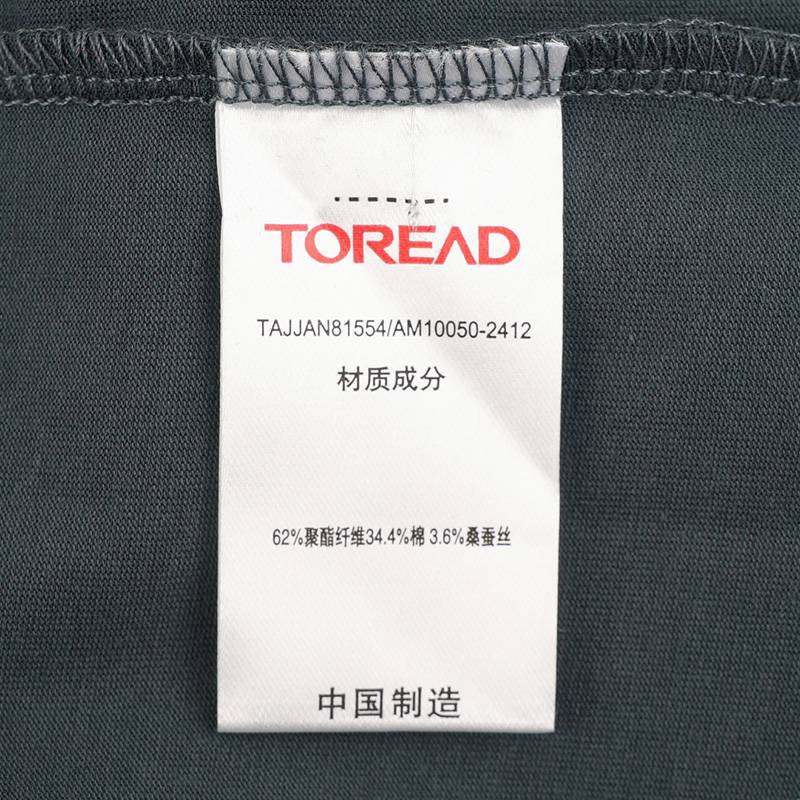 TOREAD
TAJJAN81554/AM10050-2412
材质成分
62%聚酯纤维34.4%棉 3.6%桑蚕丝
中国制造